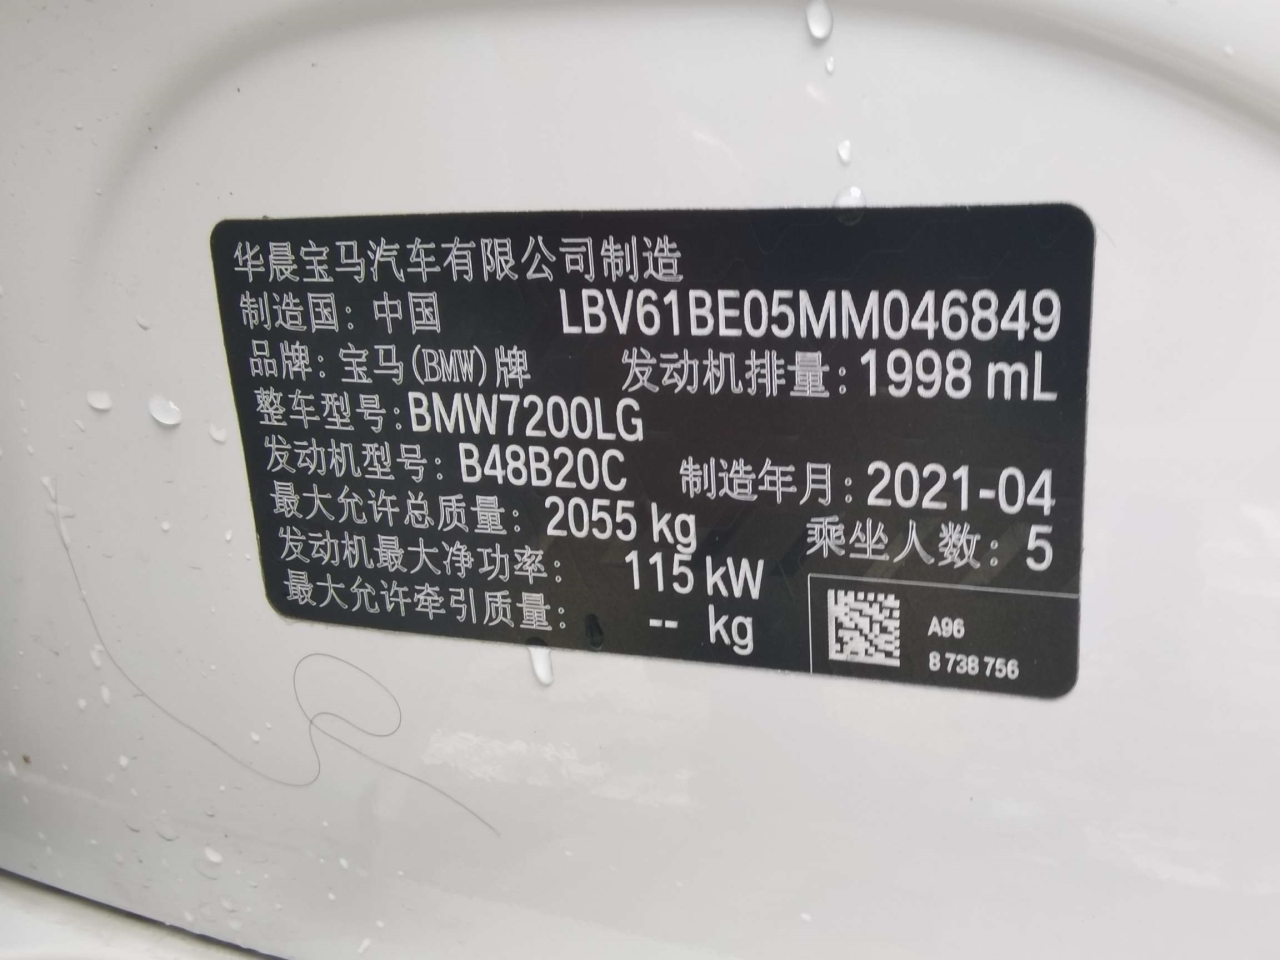 华晨宝马汽车有限公司制造
制造国：中国 LBV61BE05MM046849
品牌：宝马(BMW)牌 发动机排量：1998 mL
整车型号：BMW7200LG
发动机型号：B48B20C 制造年月：2021-04
最大允许总质量：2055 kg 乘坐人数：5
发动机最大净功率：115 kW
最大允许牵引质量：-- kg
A96
8 738 756